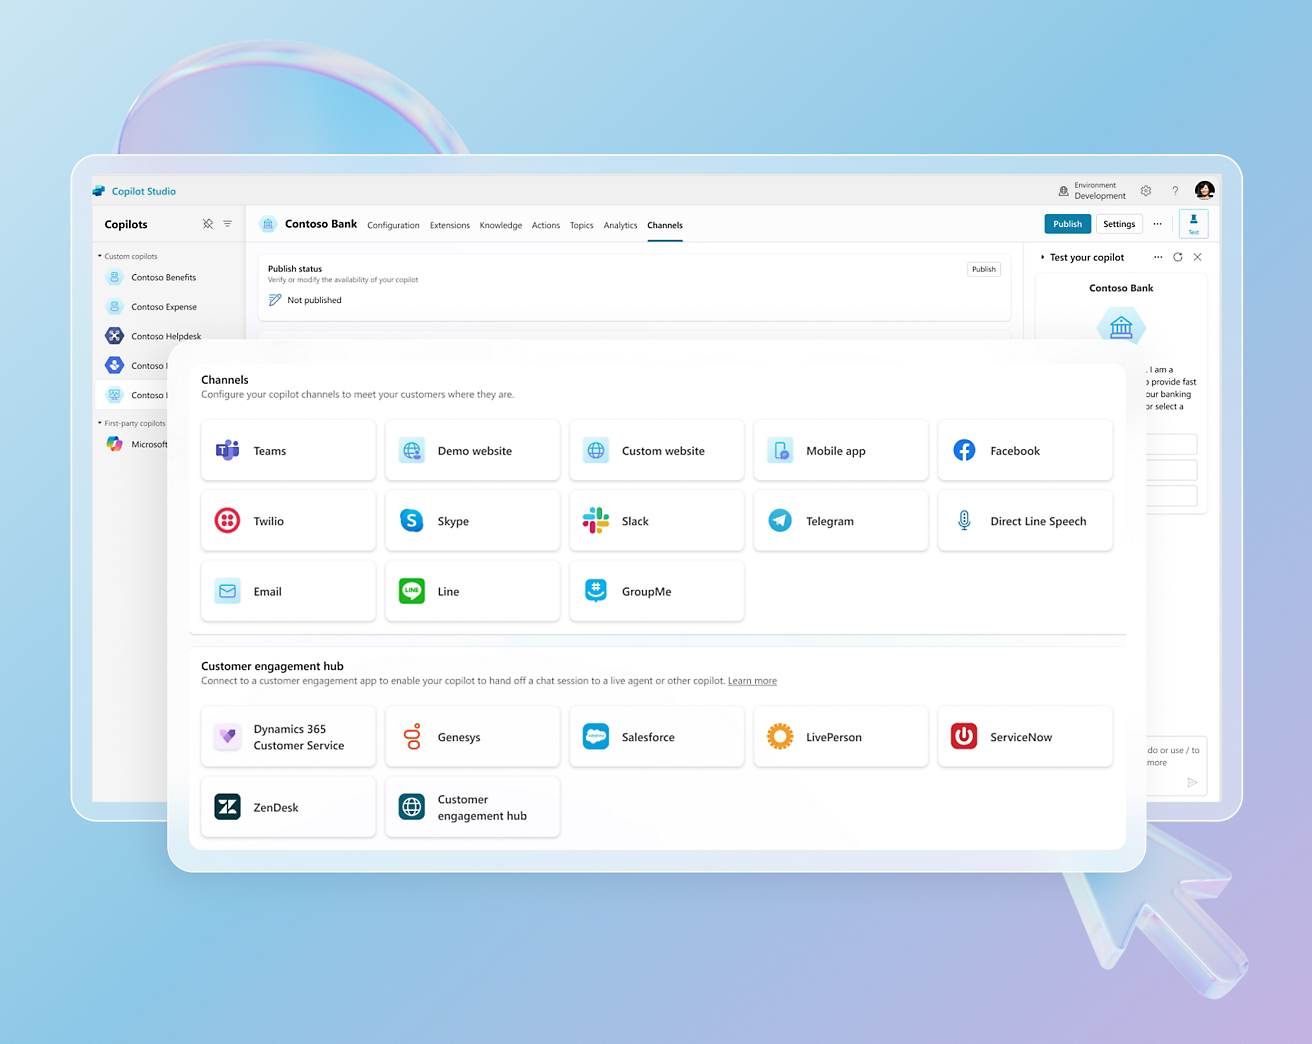 Copilot Studio
Environment
Development
?
Copilots
Contoso Bank
Configuration
Extensions
Knowledge
Actions
Topics
Analytics
Channels
Publish
Settings
Test
Custom copilots
Contoso Benefits
Contoso Expense
Contoso Helpdesk
Contoso
Contoso
First-party copilots
Microsoft
Publish status
Verify or modify the availability of your copilot
Not published
Publish
Test your copilot
Contoso Bank
. I am a
provide fast
our banking
or select a
do or use / to
more
Channels
Configure your copilot channels to meet your customers where they are.
Teams
Demo website
Custom website
Mobile app
Facebook
Twilio
Skype
Slack
Telegram
Direct Line Speech
Email
LINE
Line
GroupMe
Customer engagement hub
Connect to a customer engagement app to enable your copilot to hand off a chat session to a live agent or other copilot. Learn more
Dynamics 365
Customer Service
Genesys
Salesforce
LivePerson
ServiceNow
ZenDesk
Customer
engagement hub